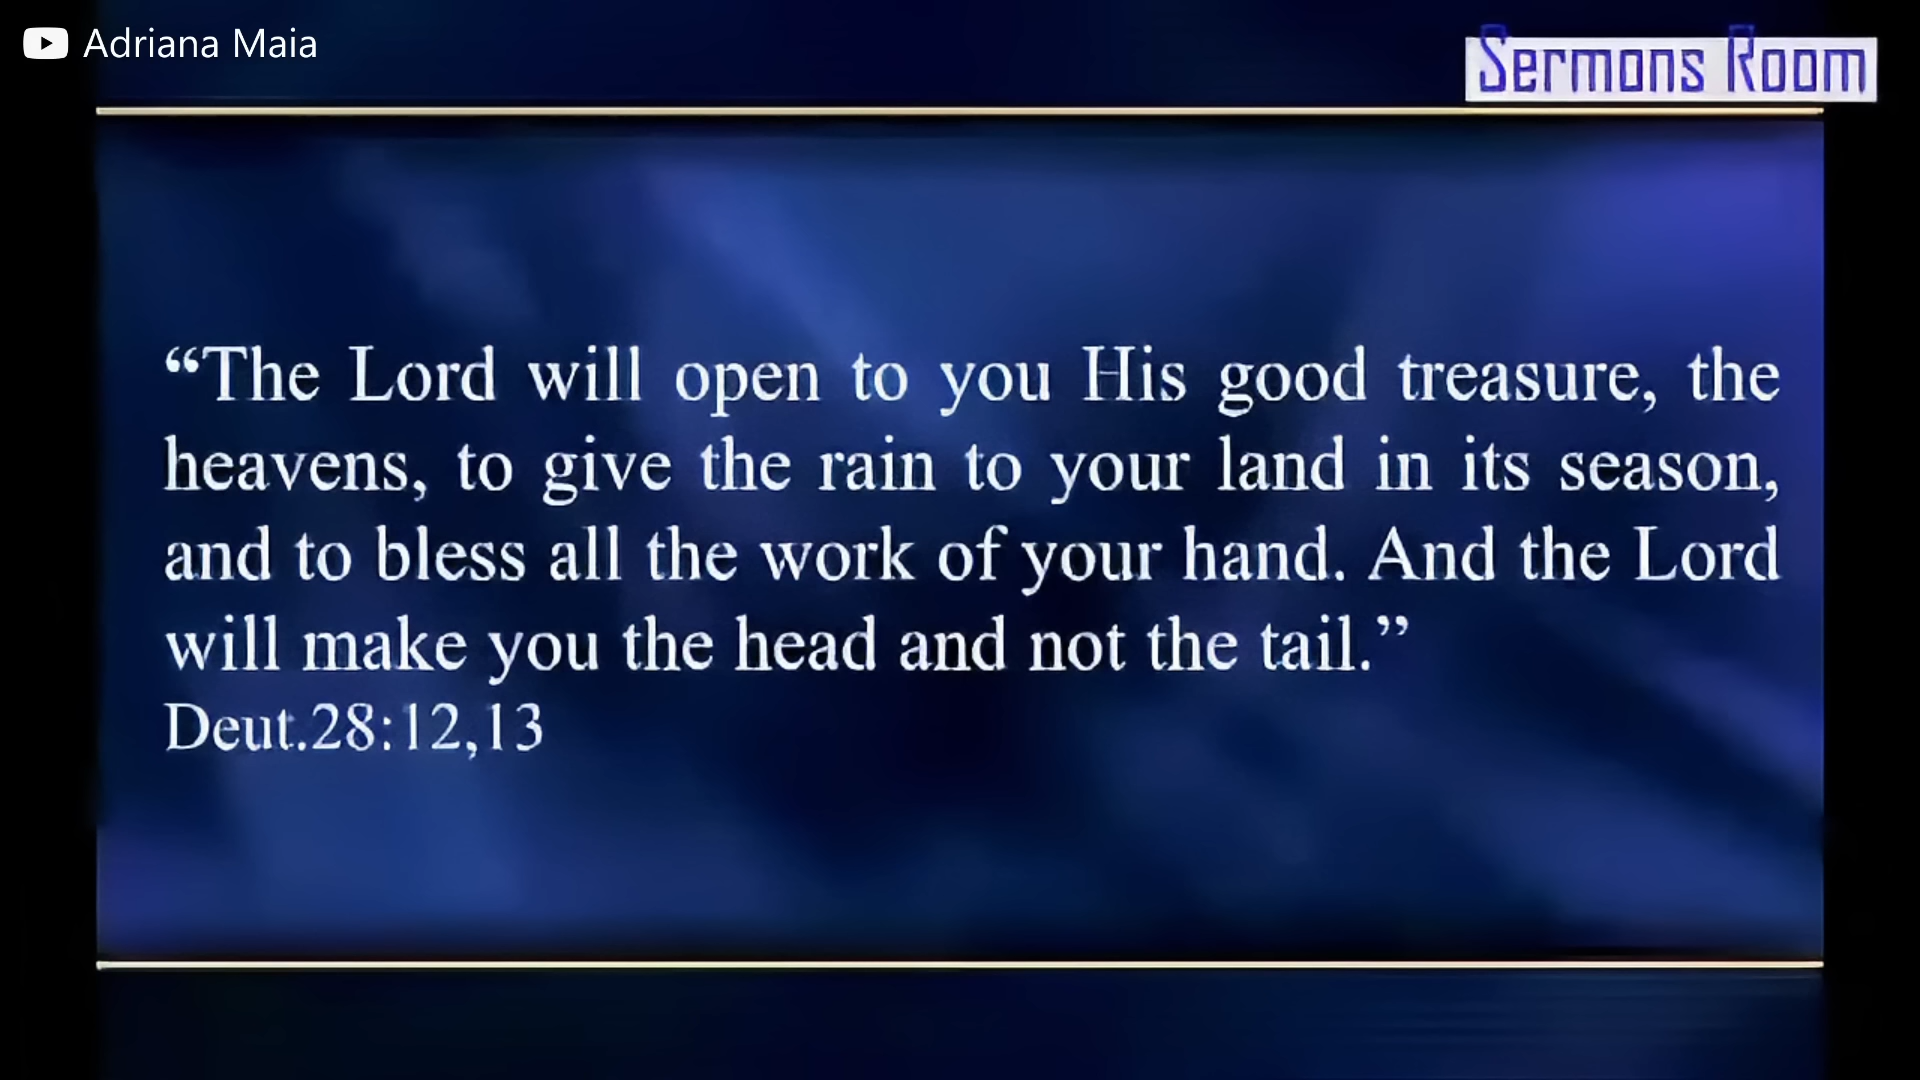 Adriana Maia
Sermons Room
“The Lord will open to you His good treasure, the
heavens, to give the rain to your land in its season,
and to bless all the work of your hand. And the Lord
will make you the head and not the tail.”
Deut.28:12,13